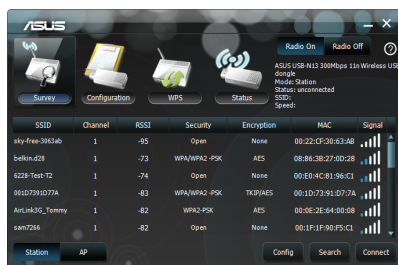 ASUS
Radio On Radio Off
ASUS USB-N13 300Mbps 11n Wireless USB
dongle
Mode: Station
Status: unconnected
SSID:
Speed:
Survey Configuration WPS Status
SSID Channel RSSI Security Encryption MAC Signal
sky-free-3063ab 1 -95 Open None 00:22:CF:30:63:AB
belkin.d28 1 -73 WPA/WPA2 -PSK AES 08:86:3B:27:0D:28
6228-Test-T2 1 -74 Open None 00:E0:4C:81:96:C1
001D7391D77A 1 -83 WPA/WPA2 -PSK TKIP/AES 00:1D:73:91:D7:7A
AirLink3G_Tommy 1 -82 WPA2-PSK AES 00:0E:2E:64:00:08
sam7266 1 -82 Open None 00:1F:1F:90:F5:C1
Station AP Config Search Connect